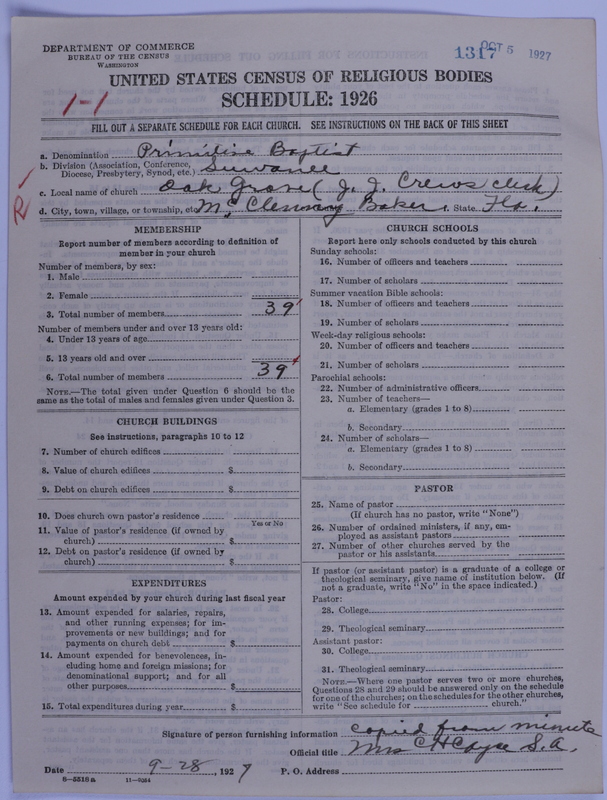 DEPARTMENT OF COMMERCE
BUREAU OF THE CENSUS
WASHINGTON
1317 OCT 5 1927
UNITED STATES CENSUS OF RELIGIOUS BODIES
SCHEDULE: 1926
1-1
FILL OUT A SEPARATE SCHEDULE FOR EACH CHURCH. SEE INSTRUCTIONS ON THE BACK OF THIS SHEET
a. Denomination Primitive Baptist
b. Division (Association, Conference, Diocese, Presbytery, Synod, etc.) Suwanee
c. Local name of church Oak Grove (J. J. Crews clerk)
d. City, town, village, or township, etc. McClennay Baker State Fla.
MEMBERSHIP
Report number of members according to definition of
member in your church
Number of members, by sex:
1. Male
2. Female
3. Total number of members 39
Number of members under and over 13 years old:
4. Under 13 years of age
5. 13 years old and over
6. Total number of members 39
NOTE.—The total given under Question 6 should be the
same as the total of males and females given under Question 3.
CHURCH BUILDINGS
See instructions, paragraphs 10 to 12
7. Number of church edifices
8. Value of church edifices $
9. Debt on church edifices $
10. Does church own pastor's residence
Yes or No
11. Value of pastor's residence (if owned by
church) $
12. Debt on pastor's residence (if owned by
church) $
EXPENDITURES
Amount expended by your church during last fiscal year
13. Amount expended for salaries, repairs,
and other running expenses; for im-
provements or new buildings; and for
payments on church debt $
14. Amount expended for benevolences, in-
cluding home and foreign missions; for
denominational support; and for all
other purposes $
15. Total expenditures during year $
CHURCH SCHOOLS
Report here only schools conducted by this church
Sunday schools:
16. Number of officers and teachers
17. Number of scholars
Summer vacation Bible schools:
18. Number of officers and teachers
19. Number of scholars
Week-day religious schools:
20. Number of officers and teachers
21. Number of scholars
Parochial schools:
22. Number of administrative officers
23. Number of teachers—
a. Elementary (grades 1 to 8)
b. Secondary
24. Number of scholars—
a. Elementary (grades 1 to 8)
b. Secondary
PASTOR
25. Name of pastor
(If church has no pastor, write "None")
26. Number of ordained ministers, if any, em-
ployed as assistant pastors
27. Number of other churches served by the
pastor or his assistants
If pastor (or assistant pastor) is a graduate of a college or
theological seminary, give name of institution below. (If
not a graduate, write "No" in the space indicated.)
Pastor:
28. College
29. Theological seminary
Assistant pastor:
30. College
31. Theological seminary
NOTE.—Where one pastor serves two or more churches,
Questions 28 and 29 should be answered only on the schedule
for one of the churches; on the schedules for the other churches,
write "See schedule for church."
Signature of person furnishing information copied from minute
Official title Mrs C H Cayce S.A.
Date 9-28, 1927 P. O. Address
8-5518a 11-9264